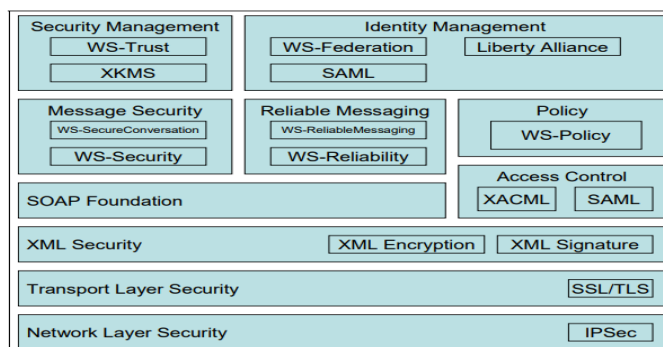 Security Management
WS-Trust
XKMS
Identity Management
WS-Federation
Liberty Alliance
SAML
Message Security
WS-SecureConversation
WS-Security
Reliable Messaging
WS-ReliableMessaging
WS-Reliability
Policy
WS-Policy
Access Control
XACML
SAML
SOAP Foundation
XML Security
XML Encryption
XML Signature
Transport Layer Security
SSL/TLS
Network Layer Security
IPSec